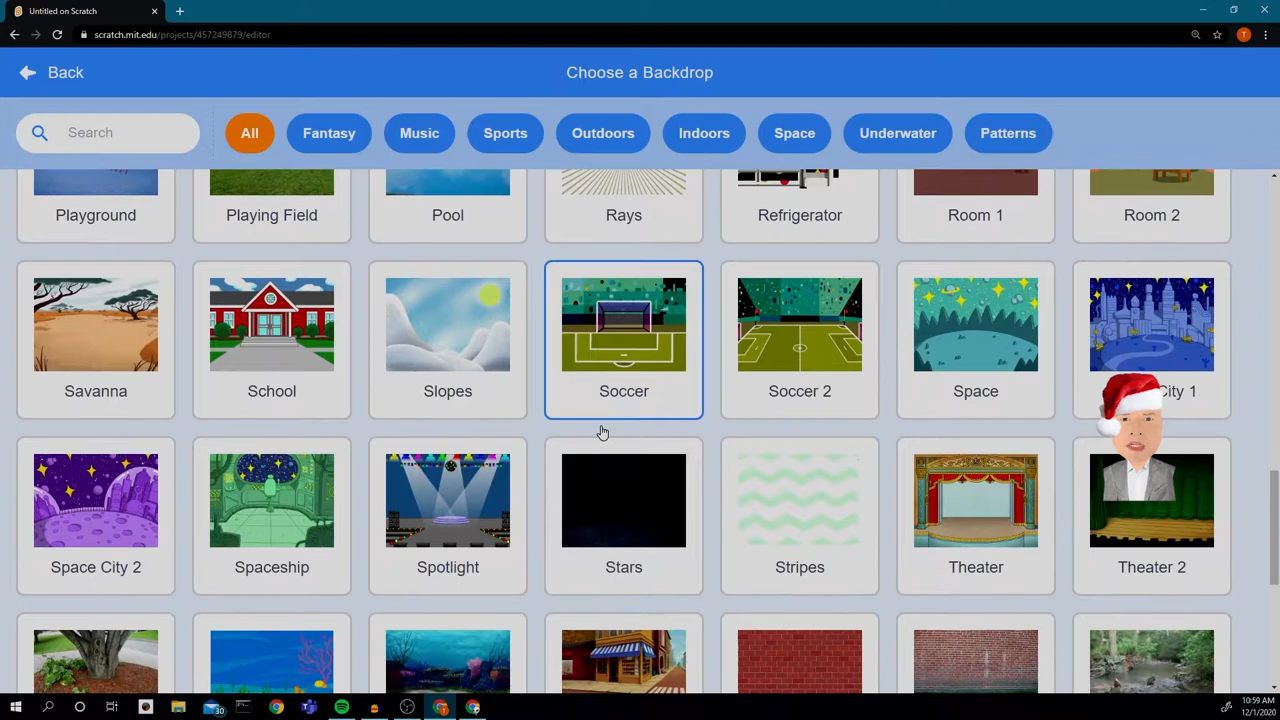 Untitled on Scratch
scratch.mit.edu/projects/457249879/editor
T
Back
Choose a Backdrop
Search
All
Fantasy
Music
Sports
Outdoors
Indoors
Space
Underwater
Patterns
Playground
Playing Field
Pool
Rays
Refrigerator
Room 1
Room 2
Savanna
School
Slopes
Soccer
Soccer 2
Space
City 1
Space City 2
Spaceship
Spotlight
Stars
Stripes
Theater
Theater 2
30
10:59 AM
12/1/2020